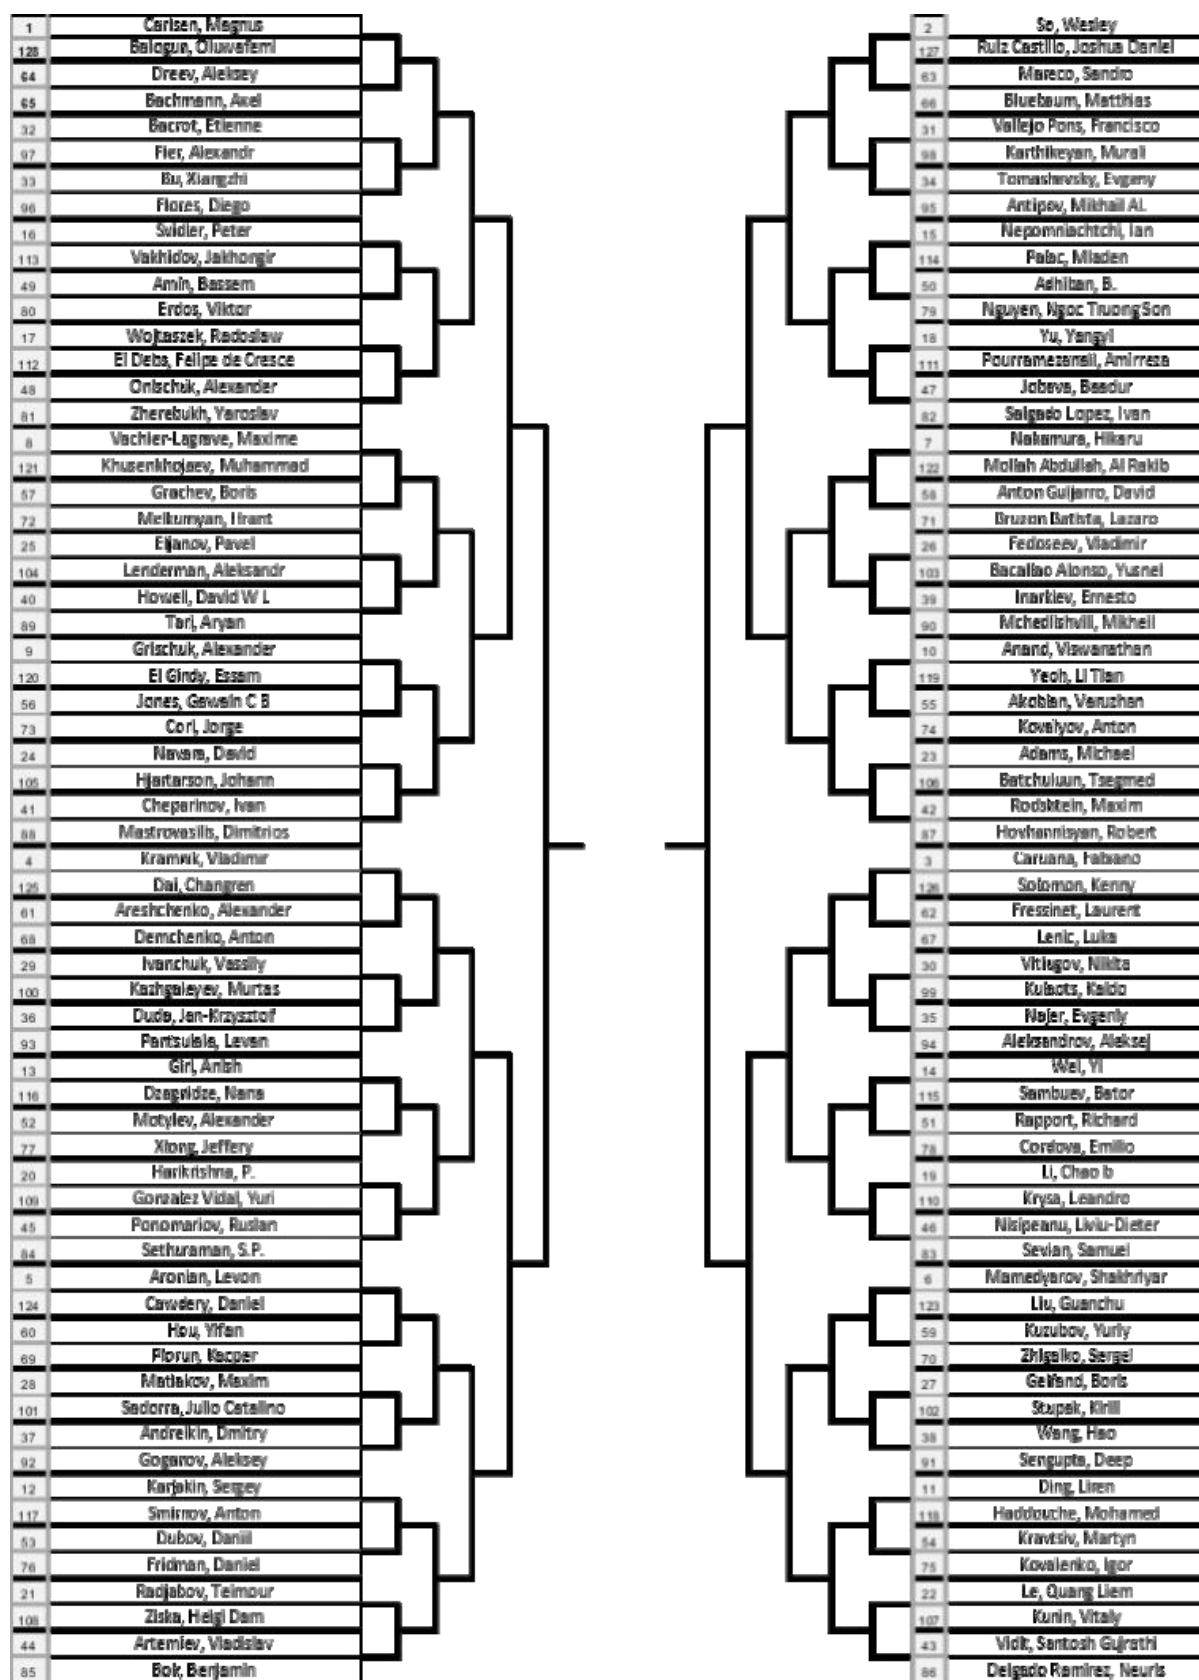 1 Carlsen, Magnus
128 Balogun, Oluwafemi
64 Dreev, Aleksey
65 Bachmann, Axel
32 Bacrot, Etienne
97 Fier, Alexandr
33 Bu, Xiangzhi
96 Flores, Diego
16 Svidler, Peter
113 Vakhidov, Jakhongir
49 Amin, Bassem
80 Erdos, Viktor
17 Wojtaszek, Radoslaw
112 El Debs, Felipe de Cresce
48 Onischuk, Alexander
81 Zherebukh, Yaroslav
8 Vachier-Lagrave, Maxime
121 Khusenkhojaev, Muhammad
57 Grachev, Boris
72 Melkumyan, Hrant
25 Eljanov, Pavel
104 Lenderman, Aleksandr
40 Howell, David W L
89 Tari, Aryan
9 Grischuk, Alexander
120 El Gindy, Essam
56 Jones, Gawain C B
73 Cori, Jorge
24 Navara, David
105 Hjartarson, Johann
41 Cheparinov, Ivan
88 Mastrovasilis, Dimitrios
4 Kramnik, Vladimir
125 Dai, Changren
61 Areshchenko, Alexander
68 Demchenko, Anton
29 Ivanchuk, Vassily
100 Kazhgaleyev, Murtas
36 Duda, Jan-Krzysztof
93 Pantsulaia, Levan
13 Giri, Anish
116 Dzagnidze, Nana
52 Motylev, Alexander
77 Xiong, Jeffery
20 Harikrishna, P.
109 Gonzalez Vidal, Yuri
45 Ponomariov, Ruslan
84 Sethuraman, S.P.
5 Aronian, Levon
124 Cawdery, Daniel
60 Hou, Yifan
69 Piorun, Kacper
28 Matlakov, Maxim
101 Sadorra, Julio Catalino
37 Andreikin, Dmitry
92 Goganov, Aleksey
12 Karjakin, Sergey
117 Smirnov, Anton
53 Dubov, Daniil
76 Fridman, Daniel
21 Radjabov, Teimour
108 Ziska, Helgi Dam
44 Artemiev, Vladislav
85 Bok, Benjamin
2 So, Wesley
127 Ruiz Castillo, Joshua Daniel
63 Mareco, Sandro
66 Bluebaum, Matthias
31 Vallejo Pons, Francisco
98 Karthikeyan, Murali
34 Tomashevsky, Evgeny
95 Antipov, Mikhail Al.
15 Nepomniachtchi, Ian
114 Palac, Mladen
50 Adhiban, B.
79 Nguyen, Ngoc TruongSon
18 Yu, Yangyi
111 Pourramezanali, Amirreza
47 Jobava, Baadur
82 Salgado Lopez, Ivan
7 Nakamura, Hikaru
122 Mollah Abdullah, Al Rakib
58 Anton Guijarro, David
71 Bruzon Batista, Lazaro
26 Fedoseev, Vladimir
103 Bacallao Alonso, Yusnel
39 Inarkiev, Ernesto
90 Mchedlishvili, Mikheil
10 Anand, Viswanathan
119 Yeoh, Li Tian
55 Akobian, Varuzhan
74 Kovalyov, Anton
23 Adams, Michael
106 Batchuluun, Tsegmed
42 Rodshtein, Maxim
87 Hovhannisyan, Robert
3 Caruana, Fabiano
126 Solomon, Kenny
62 Fressinet, Laurent
67 Lenic, Luka
30 Vitiugov, Nikita
99 Kulaots, Kaido
35 Najer, Evgeniy
94 Aleksandrov, Aleksej
14 Wei, Yi
115 Sambuev, Bator
51 Rapport, Richard
78 Cordova, Emilio
19 Li, Chao b
110 Krysa, Leandro
46 Nisipeanu, Liviu-Dieter
83 Sevian, Samuel
6 Mamedyarov, Shakhriyar
123 Liu, Guanchu
59 Kuzubov, Yuriy
70 Zhigalko, Sergei
27 Gelfand, Boris
102 Stupak, Kirill
38 Wang, Hao
91 Sengupta, Deep
11 Ding, Liren
118 Haddouche, Mohamed
54 Kravtsiv, Martyn
75 Kovalenko, Igor
22 Le, Quang Liem
107 Kunin, Vitaly
43 Vidit, Santosh Gujrathi
86 Delgado Ramirez, Neuris